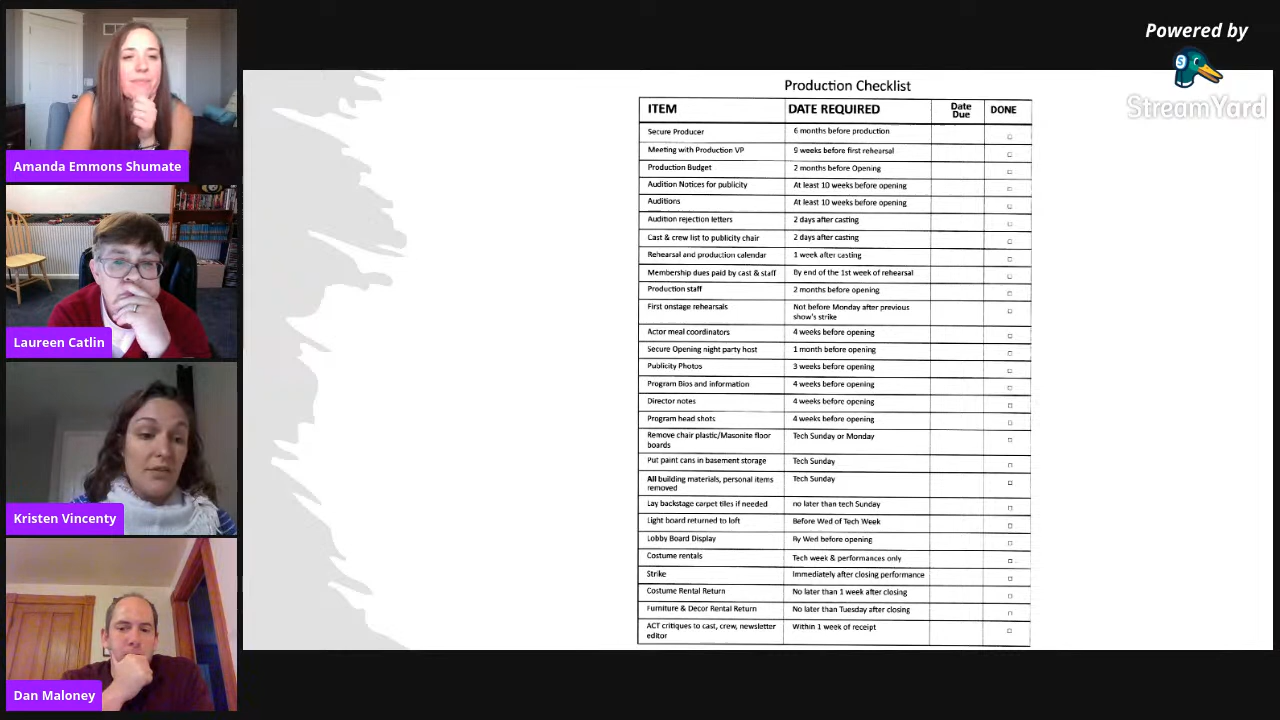 Powered by
StreamYard
Amanda Emmons Shumate
Laureen Catlin
Kristen Vincenty
Dan Maloney
Production Checklist
ITEM DATE REQUIRED Date Due DONE
Secure Producer 6 months before production
Meeting with Production VP 9 weeks before first rehearsal
Production Budget 2 months before Opening
Audition Notices for publicity At least 10 weeks before opening
Auditions At least 10 weeks before opening
Audition rejection letters 2 days after casting
Cast & crew list to publicity chair 2 days after casting
Rehearsal and production calendar 1 week after casting
Membership dues paid by cast & staff By end of the 1st week of rehearsal
Production staff 2 months before opening
First onstage rehearsals Not before Monday after previous
show's strike
Actor meal coordinators 4 weeks before opening
Secure Opening night party host 1 month before opening
Publicity Photos 3 weeks before opening
Program Bios and information 4 weeks before opening
Director notes 4 weeks before opening
Program head shots 4 weeks before opening
Remove chair plastic/Masonite floor Tech Sunday or Monday
boards
Put paint cans in basement storage Tech Sunday
All building materials, personal items Tech Sunday
removed
Lay backstage carpet tiles if needed no later than tech Sunday
Light board returned to loft Before Wed of Tech Week
Lobby Board Display By Wed before opening
Costume rentals Tech week & performances only
Strike Immediately after closing performance
Costume Rental Return No later than 1 week after closing
Furniture & Decor Rental Return No later than Tuesday after closing
ACT critiques to cast, crew, newsletter Within 1 week of receipt
editor